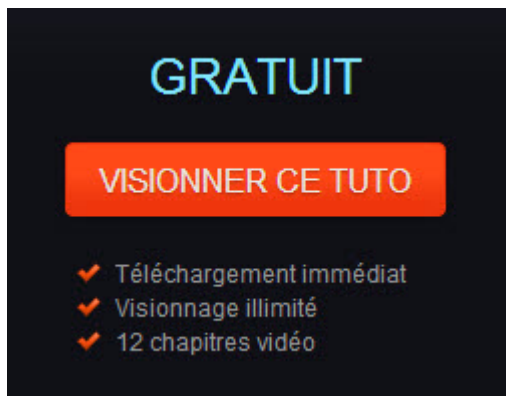 GRATUIT
VISIONNER CE TUTO
Téléchargement immédiat
Visionnage illimité
12 chapitres vidéo